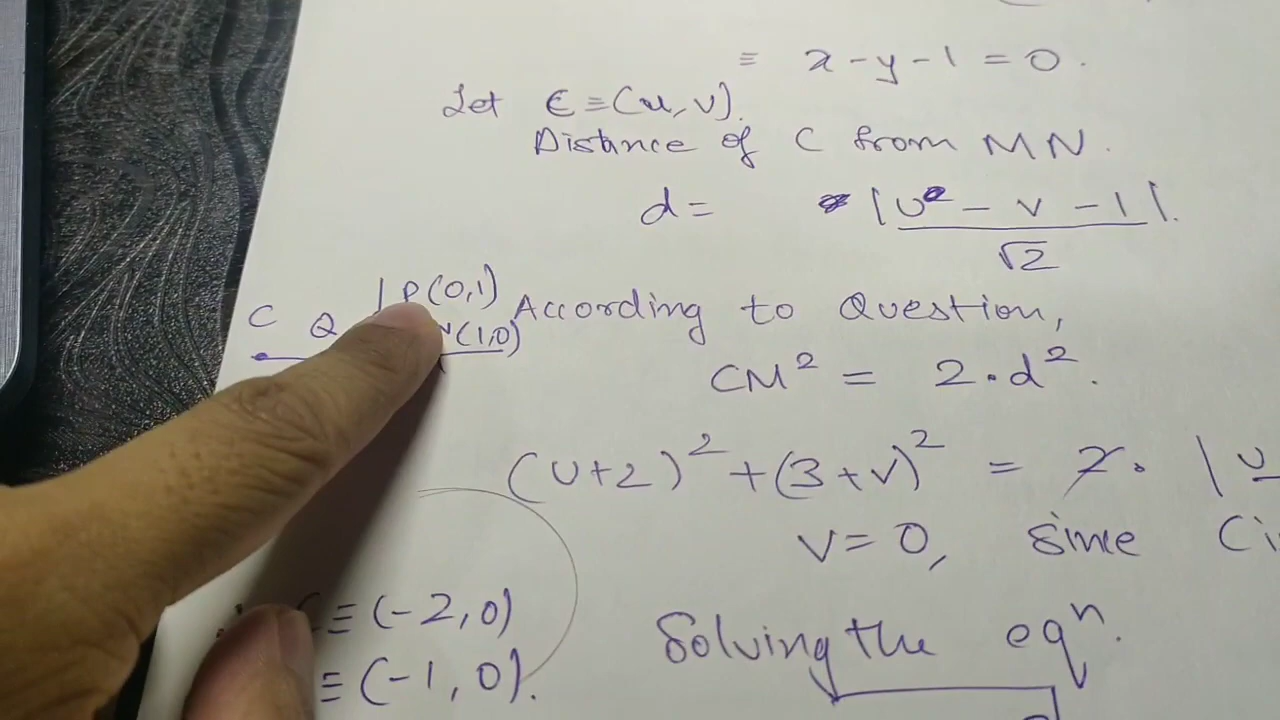 ≡ x - y - 1 = 0.
Let C ≡ (u, v).
Distance of C from MN.
d = |u - v - 1|.
√2
P(0,1)
C Q (1,0)
According to Question,
CM² = 2.d².
(u+2)² + (3+v)² = 2. |u
v = 0, since Ci
C ≡ (-2, 0)
≡ (-1, 0).
Solving the eqⁿ.